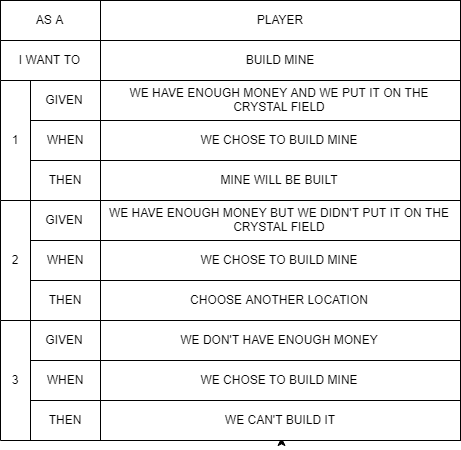 AS A PLAYER
I WANT TO BUILD MINE
1
GIVEN WE HAVE ENOUGH MONEY AND WE PUT IT ON THE
CRYSTAL FIELD
WHEN WE CHOSE TO BUILD MINE
THEN MINE WILL BE BUILT
2
GIVEN WE HAVE ENOUGH MONEY BUT WE DIDN'T PUT IT ON THE
CRYSTAL FIELD
WHEN WE CHOSE TO BUILD MINE
THEN CHOOSE ANOTHER LOCATION
3
GIVEN WE DON'T HAVE ENOUGH MONEY
WHEN WE CHOSE TO BUILD MINE
THEN WE CAN'T BUILD IT